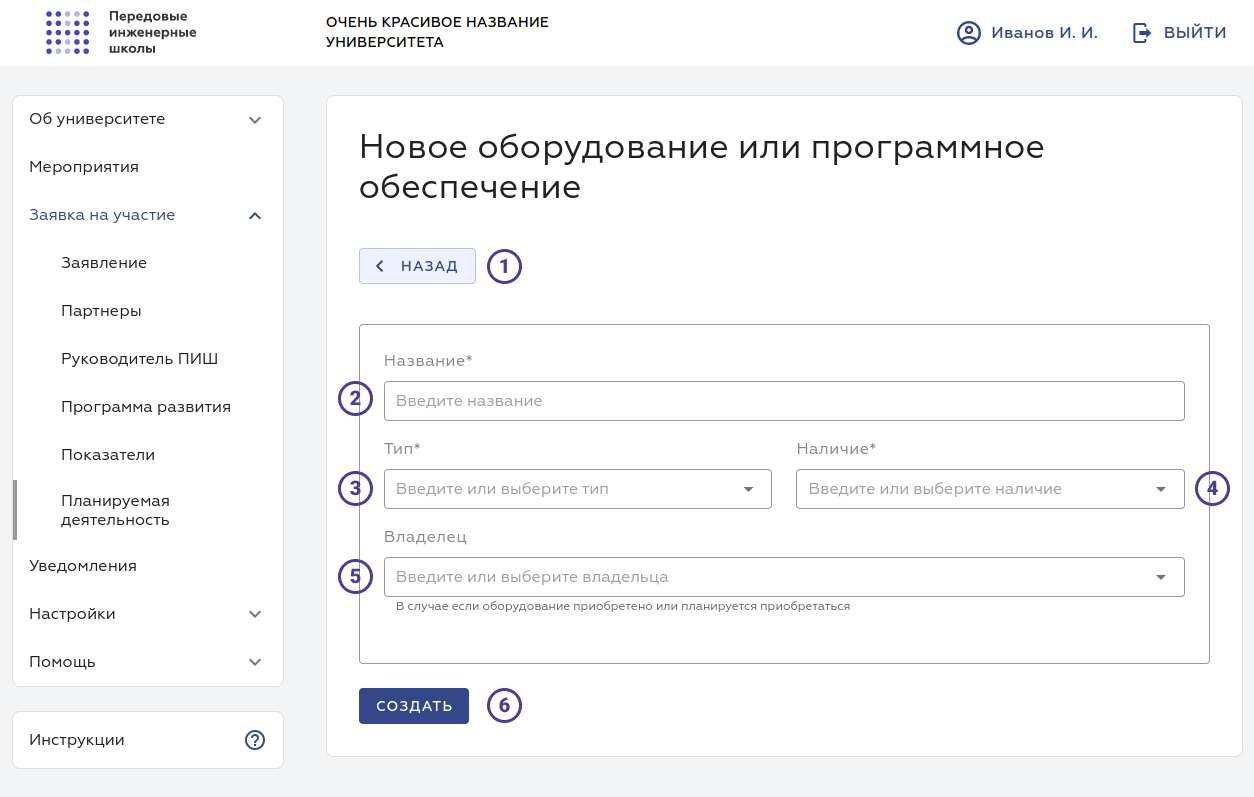 Передовые
инженерные
школы
ОЧЕНЬ КРАСИВОЕ НАЗВАНИЕ
УНИВЕРСИТЕТА
Иванов И. И.
ВЫЙТИ
Об университете
Мероприятия
Заявка на участие
Заявление
Партнеры
Руководитель ПИШ
Программа развития
Показатели
Планируемая
деятельность
Уведомления
Настройки
Помощь
Инструкции
?
Новое оборудование или программное
обеспечение
НАЗАД
1
Название*
2
Введите название
Тип*
Наличие*
3
Введите или выберите тип
Введите или выберите наличие
4
Владелец
5
Введите или выберите владельца
В случае если оборудование приобретено или планируется приобретаться
СОЗДАТЬ
6